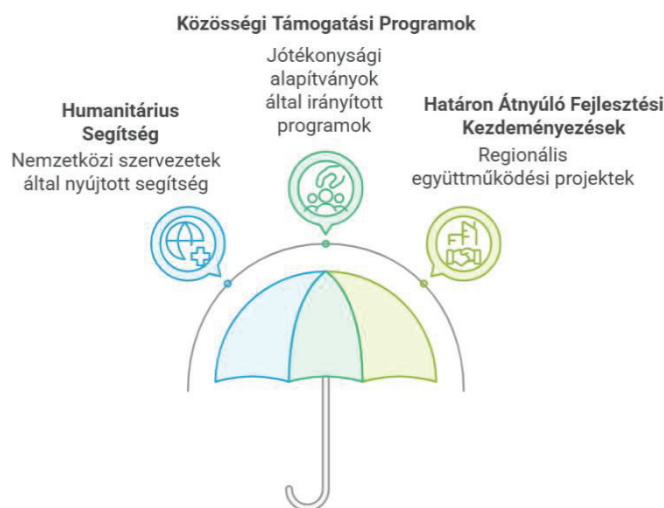 Közösségi Támogatási Programok
Jótékonysági
alapítványok
által irányított
programok
Humanitárius
Segítség
Nemzetközi szervezetek
által nyújtott segítség
Határon Átnyúló Fejlesztési
Kezdeményezések
Regionális
együttműködési projektek